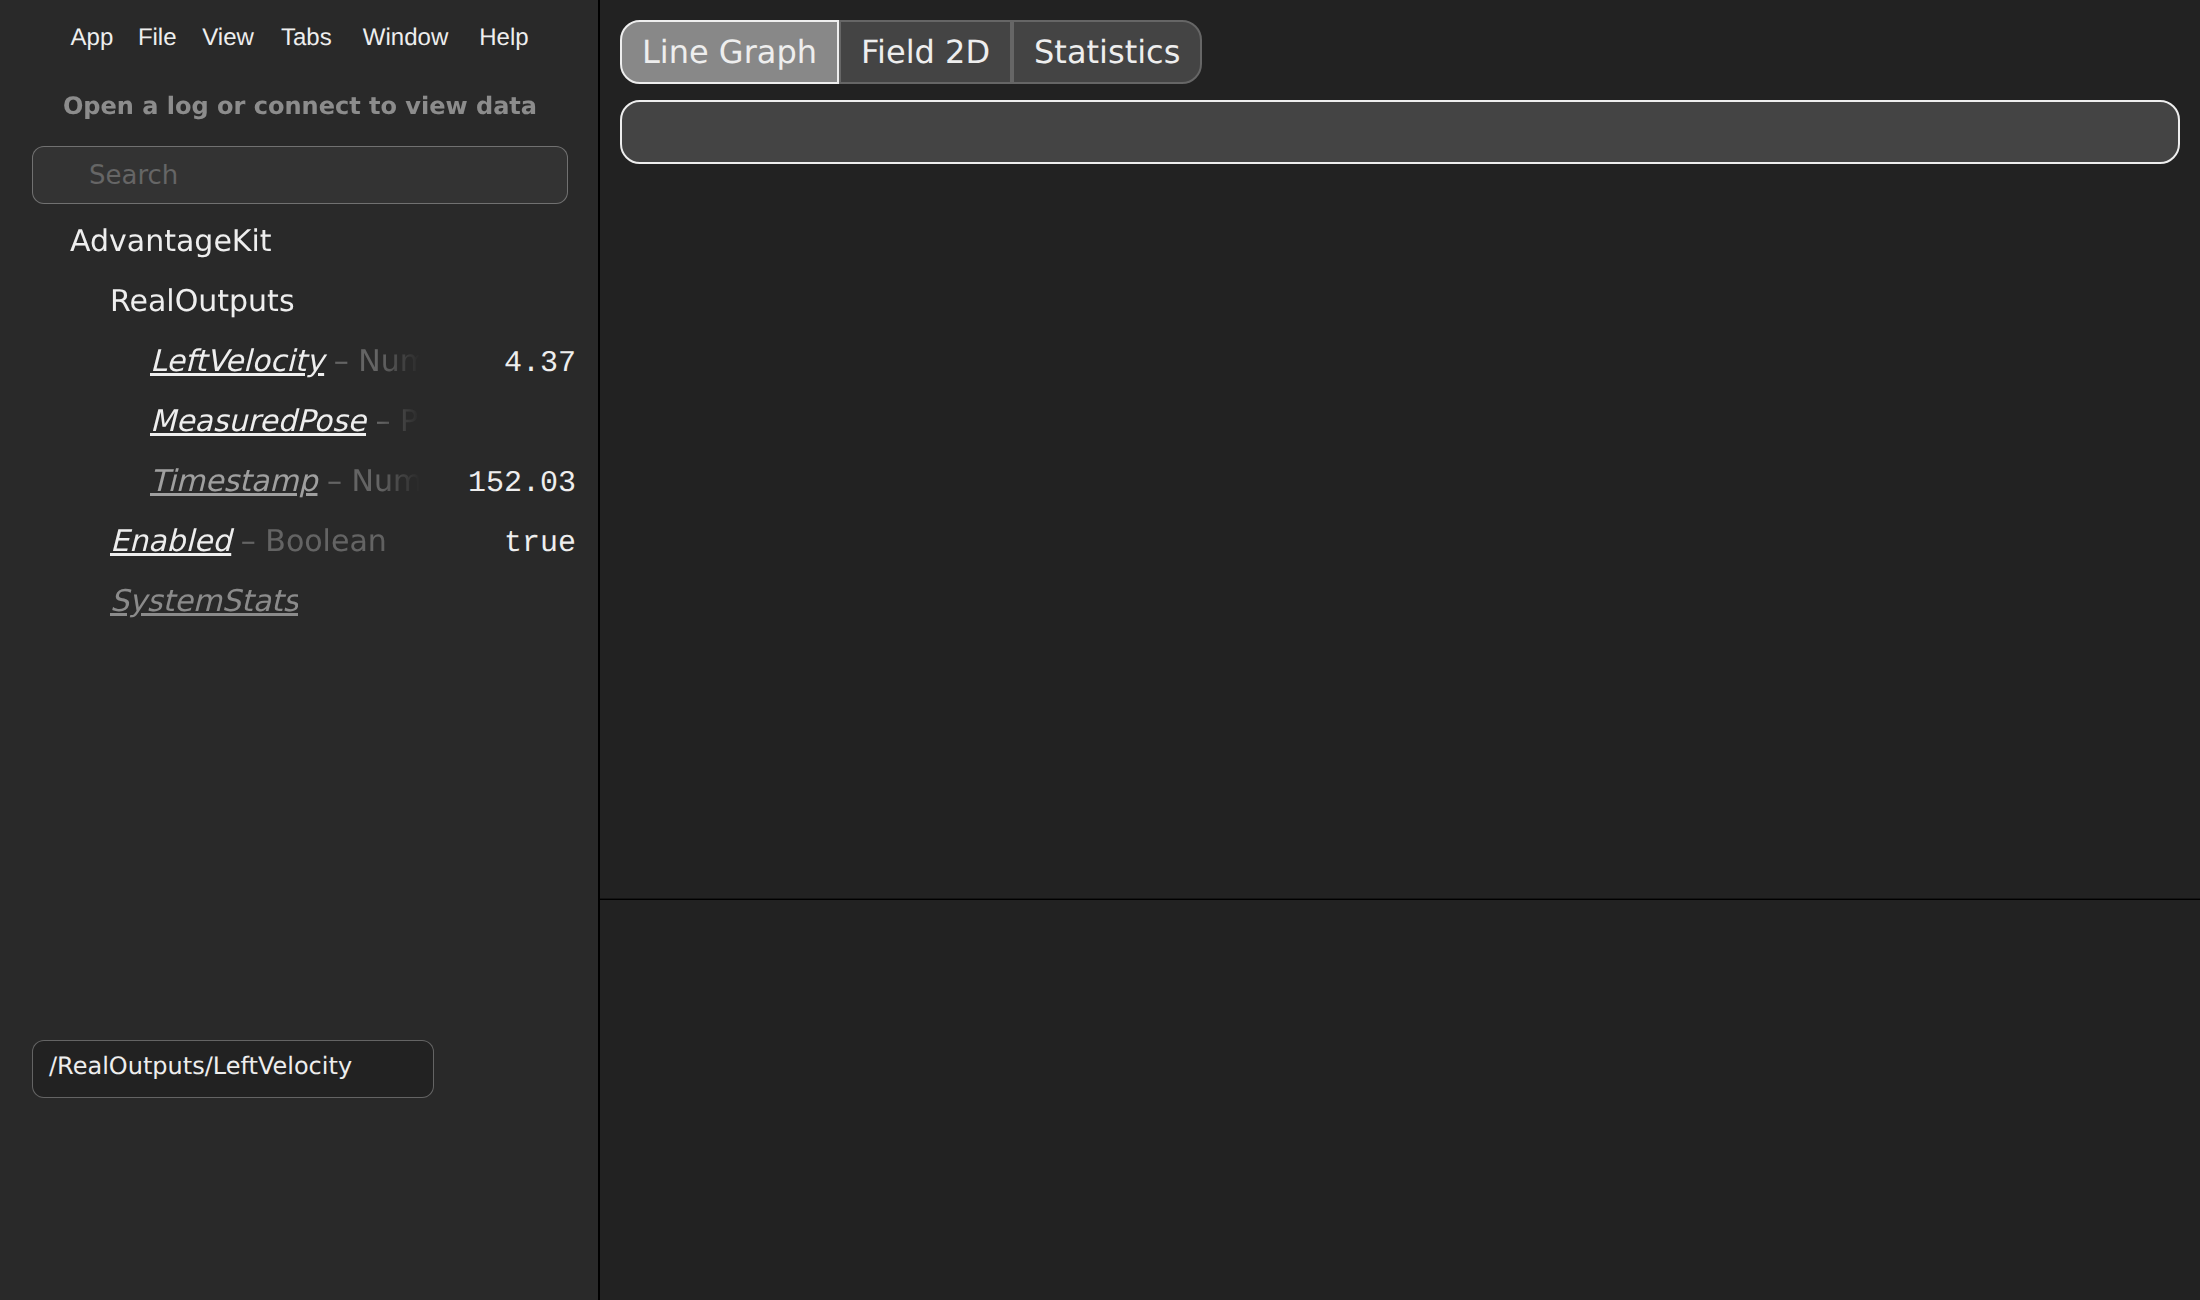 App File View Tabs Window Help
Open a log or connect to view data
Search
AdvantageKit
RealOutputs
LeftVelocity – Num 4.37
MeasuredPose – P
Timestamp – Num 152.03
Enabled – Boolean true
SystemStats
/RealOutputs/LeftVelocity
Line Graph Field 2D Statistics